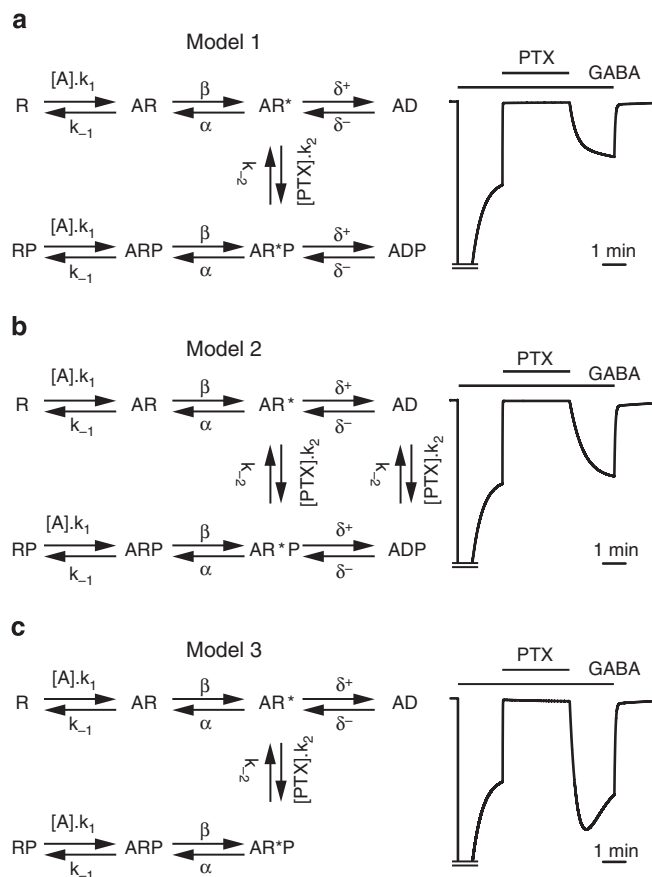 a
Model 1
PTX
GABA
[A].k₁ β δ⁺
R AR AR* AD
k₋₁ α δ⁻
k₋₂ [PTX].k₂
[A].k₁ β δ⁺
RP ARP AR*P ADP
k₋₁ α δ⁻
1 min
b
Model 2
PTX
GABA
[A].k₁ β δ⁺
R AR AR* AD
k₋₁ α δ⁻
k₋₂ [PTX].k₂ k₋₂ [PTX].k₂
[A].k₁ β δ⁺
RP ARP AR*P ADP
k₋₁ α δ⁻
1 min
c
Model 3
PTX
GABA
[A].k₁ β δ⁺
R AR AR* AD
k₋₁ α δ⁻
k₋₂ [PTX].k₂
[A].k₁ β
RP ARP AR*P
k₋₁ α
1 min